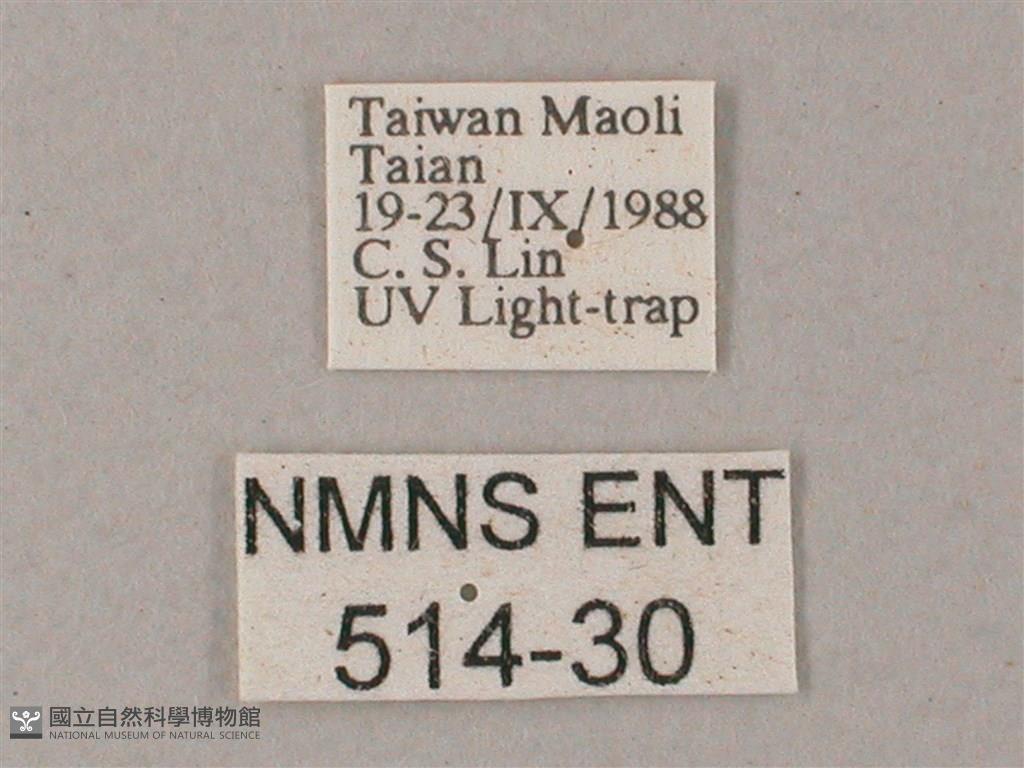 Taiwan Maoli
Taian
19-23/IX/1988
C. S. Lin
UV Light-trap
NMNS ENT
514-30
國立自然科學博物館
NATIONAL MUSEUM OF NATURAL SCIENCE